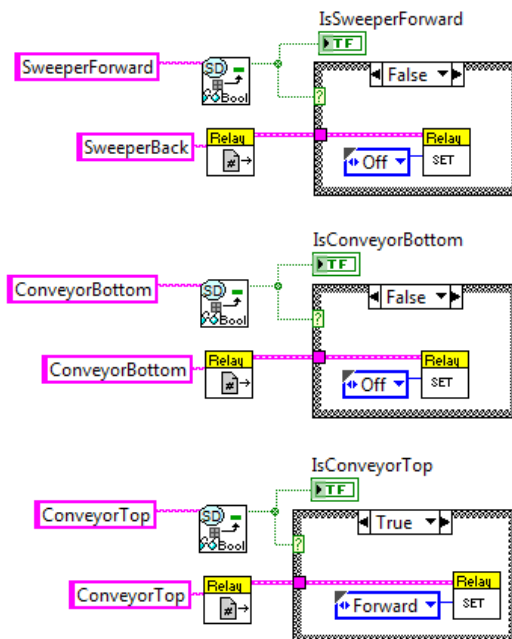 IsSweeperForward
TF
SweeperForward
SD
Bool
False
?
SweeperBack
Relay
#
Relay
Off
SET
IsConveyorBottom
TF
ConveyorBottom
SD
Bool
False
?
ConveyorBottom
Relay
#
Relay
Off
SET
IsConveyorTop
TF
ConveyorTop
SD
Bool
True
?
ConveyorTop
Relay
#
Relay
Forward
SET